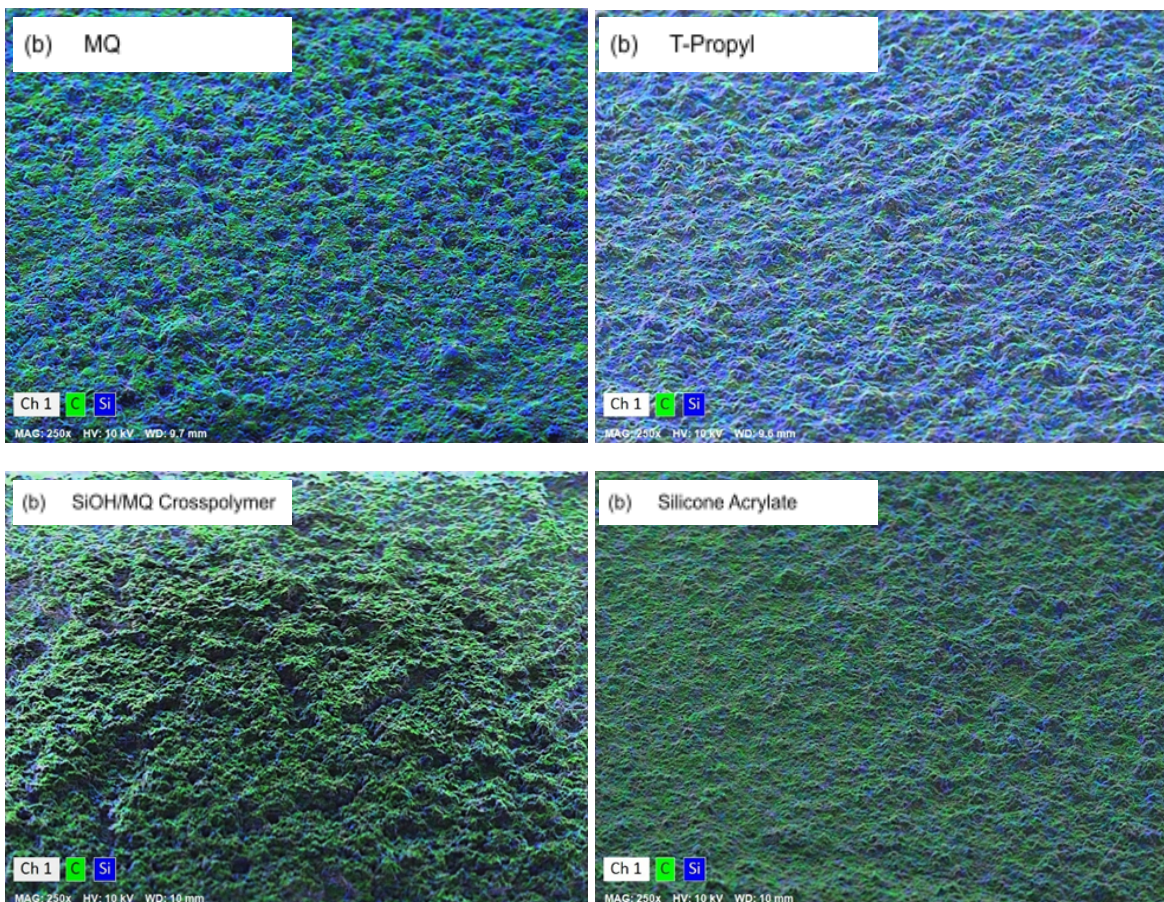 (b) MQ
Ch 1 C Si
MAG: 250x HV: 10 kV WD: 9.7 mm
(b) T-Propyl
Ch 1 C Si
MAG: 250x HV: 10 kV WD: 9.6 mm
(b) SiOH/MQ Crosspolymer
Ch 1 C Si
MAG: 250x HV: 10 kV WD: 10 mm
(b) Silicone Acrylate
Ch 1 C Si
MAG: 250x HV: 10 kV WD: 10 mm